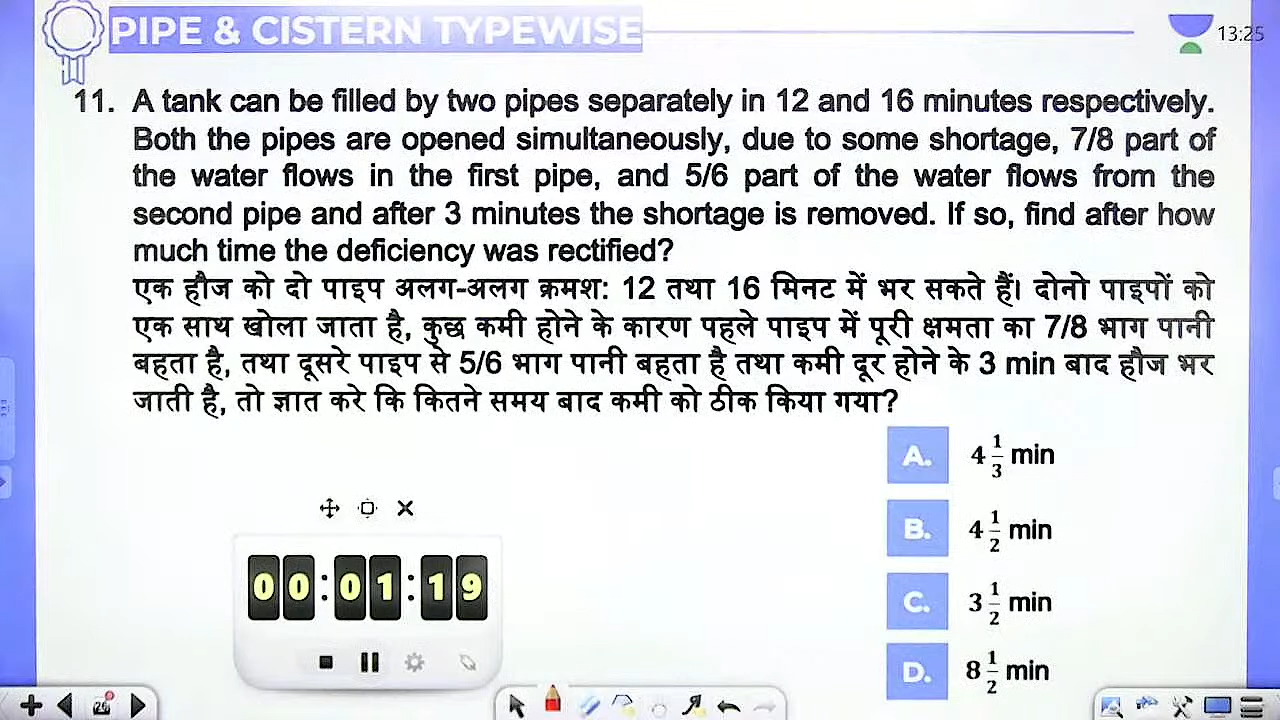 PIPE & CISTERN TYPEWISE
13:25
11. A tank can be filled by two pipes separately in 12 and 16 minutes respectively.
Both the pipes are opened simultaneously, due to some shortage, 7/8 part of
the water flows in the first pipe, and 5/6 part of the water flows from the
second pipe and after 3 minutes the shortage is removed. If so, find after how
much time the deficiency was rectified?
एक हौज को दो पाइप अलग-अलग क्रमश: 12 तथा 16 मिनट में भर सकते हैं। दोनो पाइपों को
एक साथ खोला जाता है, कुछ कमी होने के कारण पहले पाइप में पूरी क्षमता का 7/8 भाग पानी
बहता है, तथा दूसरे पाइप से 5/6 भाग पानी बहता है तथा कमी दूर होने के 3 min बाद हौज भर
जाती है, तो ज्ञात करे कि कितने समय बाद कमी को ठीक किया गया?
A. 4 1/3 min
B. 4 1/2 min
C. 3 1/2 min
D. 8 1/2 min
00:01:19